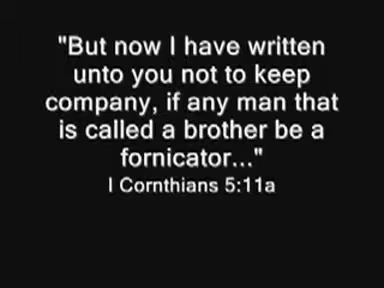 "But now I have written
unto you not to keep
company, if any man that
is called a brother be a
fornicator..."
I Cornthians 5:11a